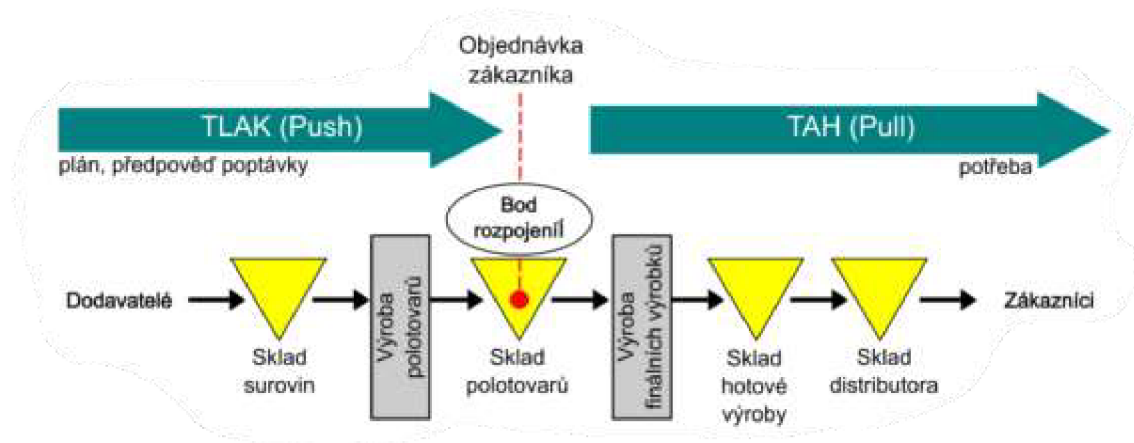 Objednávka
zákazníka
TLAK (Push)
TAH (Pull)
plán, předpověď poptávky
potřeba
Bod
rozpojeníĺ
Dodavatelé
Výroba
polotovarů
Výroba
finálních výrobků
Zákazníci
Sklad
surovin
Sklad
polotovarů
Sklad
hotové
výroby
Sklad
distributora